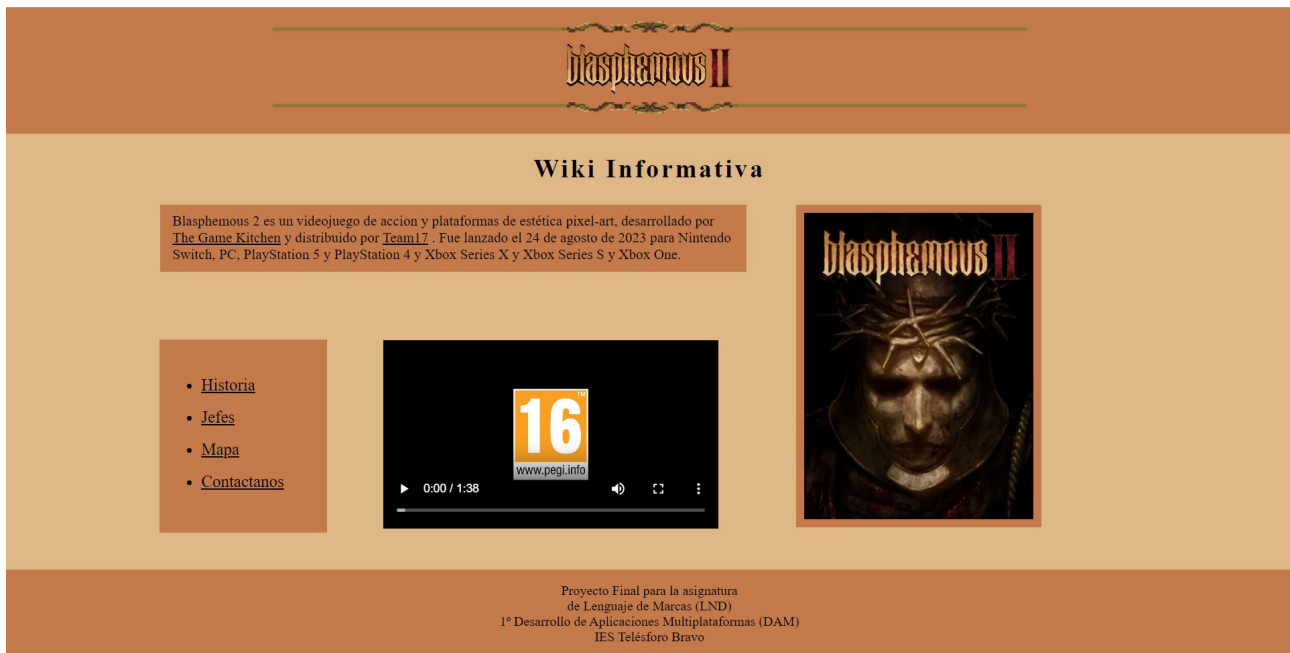 blasphemous II
Wiki Informativa
Blasphemous 2 es un videojuego de accion y plataformas de estética pixel-art, desarrollado por
The Game Kitchen y distribuido por Team17 . Fue lanzado el 24 de agosto de 2023 para Nintendo
Switch, PC, PlayStation 5 y PlayStation 4 y Xbox Series X y Xbox Series S y Xbox One.
blasphemous II
Historia
Jefes
Mapa
Contactanos
16
TM
www.pegi.info
0:00 / 1:38
Proyecto Final para la asignatura
de Lenguaje de Marcas (LND)
1º Desarrollo de Aplicaciones Multiplataformas (DAM)
IES Telésforo Bravo